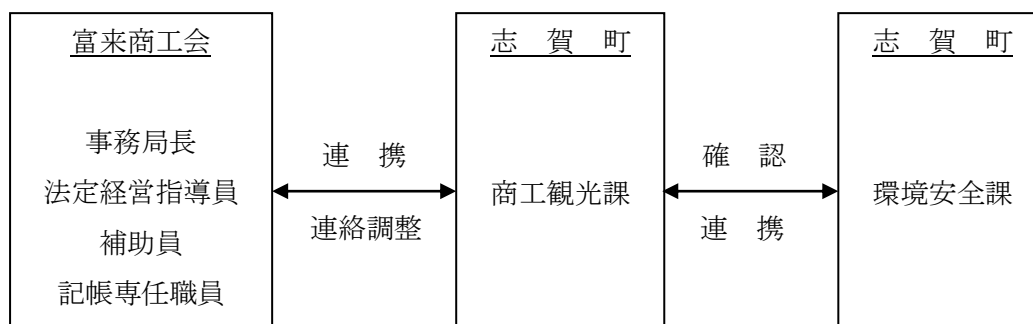 富来商工会
事務局長
法定経営指導員
補助員
記帳専任職員
連　携
連絡調整
志　賀　町
商工観光課
確　認
連　携
志　賀　町
環境安全課